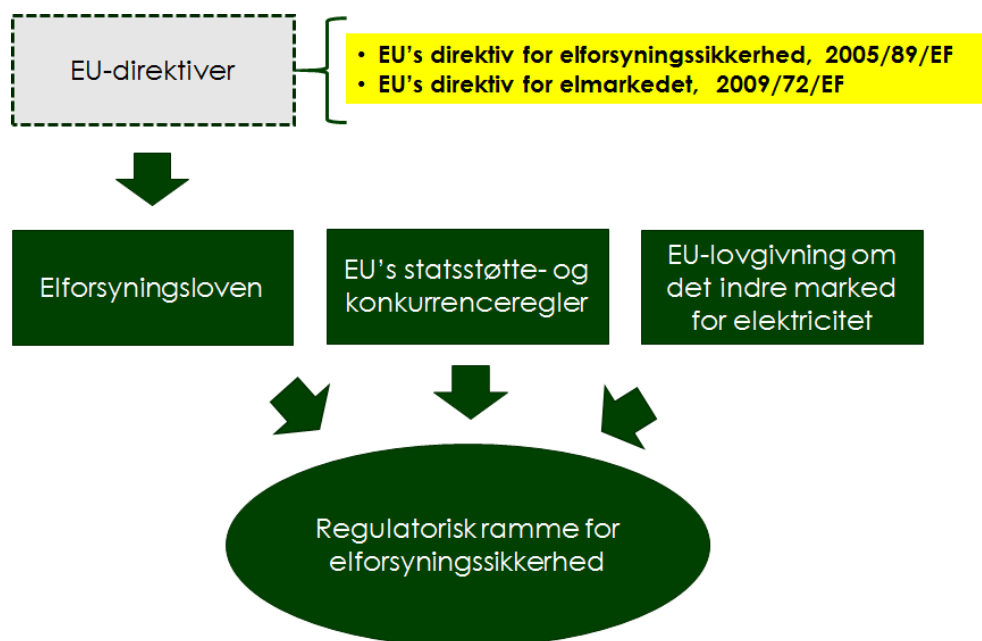 EU-direktiver
• EU's direktiv for elforsyningssikkerhed, 2005/89/EF
• EU's direktiv for elmarkedet, 2009/72/EF
Elforsyningsloven
EU's statsstøtte- og
konkurrenceregler
EU-lovgivning om
det indre marked
for elektricitet
Regulatorisk ramme for
elforsyningssikkerhed